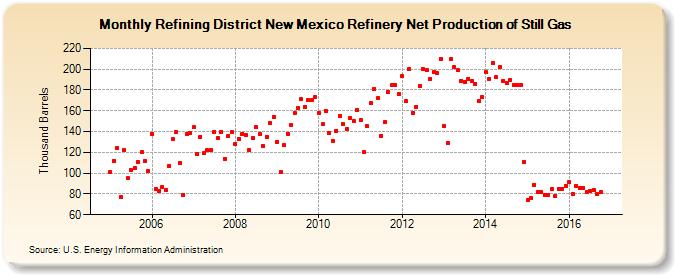 Monthly Refining District New Mexico Refinery Net Production of Still Gas
Thousand Barrels
220
200
180
160
140
120
100
80
60
2006 2008 2010 2012 2014 2016
Source: U.S. Energy Information Administration